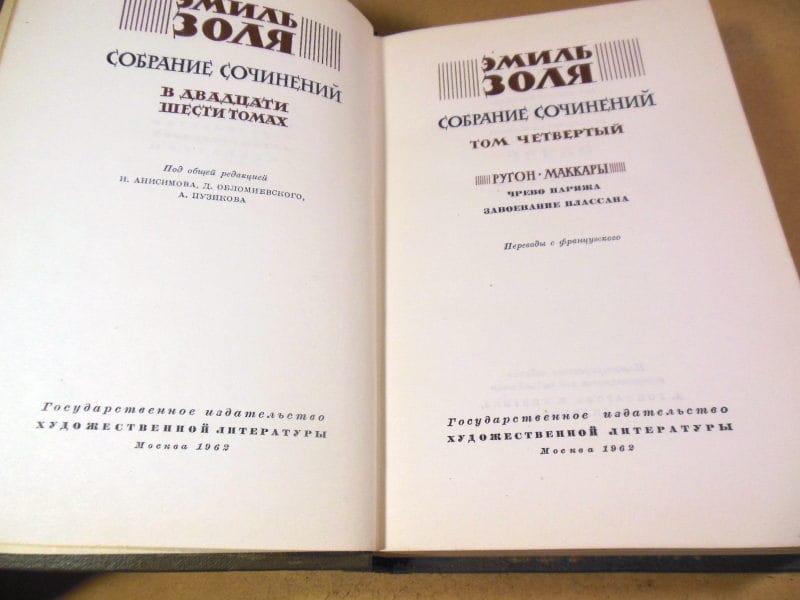 ЭМИЛЬ
ЗОЛЯ
СОБРАНИЕ СОЧИНЕНИЙ
В ДВАДЦАТИ
ШЕСТИ ТОМАХ
Под общей редакцией
И. АНИСИМОВА, Д. ОБЛОМИЕВСКОГО,
А. ПУЗИКОВА
Государственное издательство
ХУДОЖЕСТВЕННОЙ ЛИТЕРАТУРЫ
Москва 1962
ЭМИЛЬ
ЗОЛЯ
СОБРАНИЕ СОЧИНЕНИЙ
ТОМ ЧЕТВЕРТЫЙ
РУГОН · МАККАРЫ
ЧРЕВО ПАРИЖА
ЗАВОЕВАНИЕ ПЛАССАНА
Переводы с французского
Государственное издательство
ХУДОЖЕСТВЕННОЙ ЛИТЕРАТУРЫ
Москва 1962